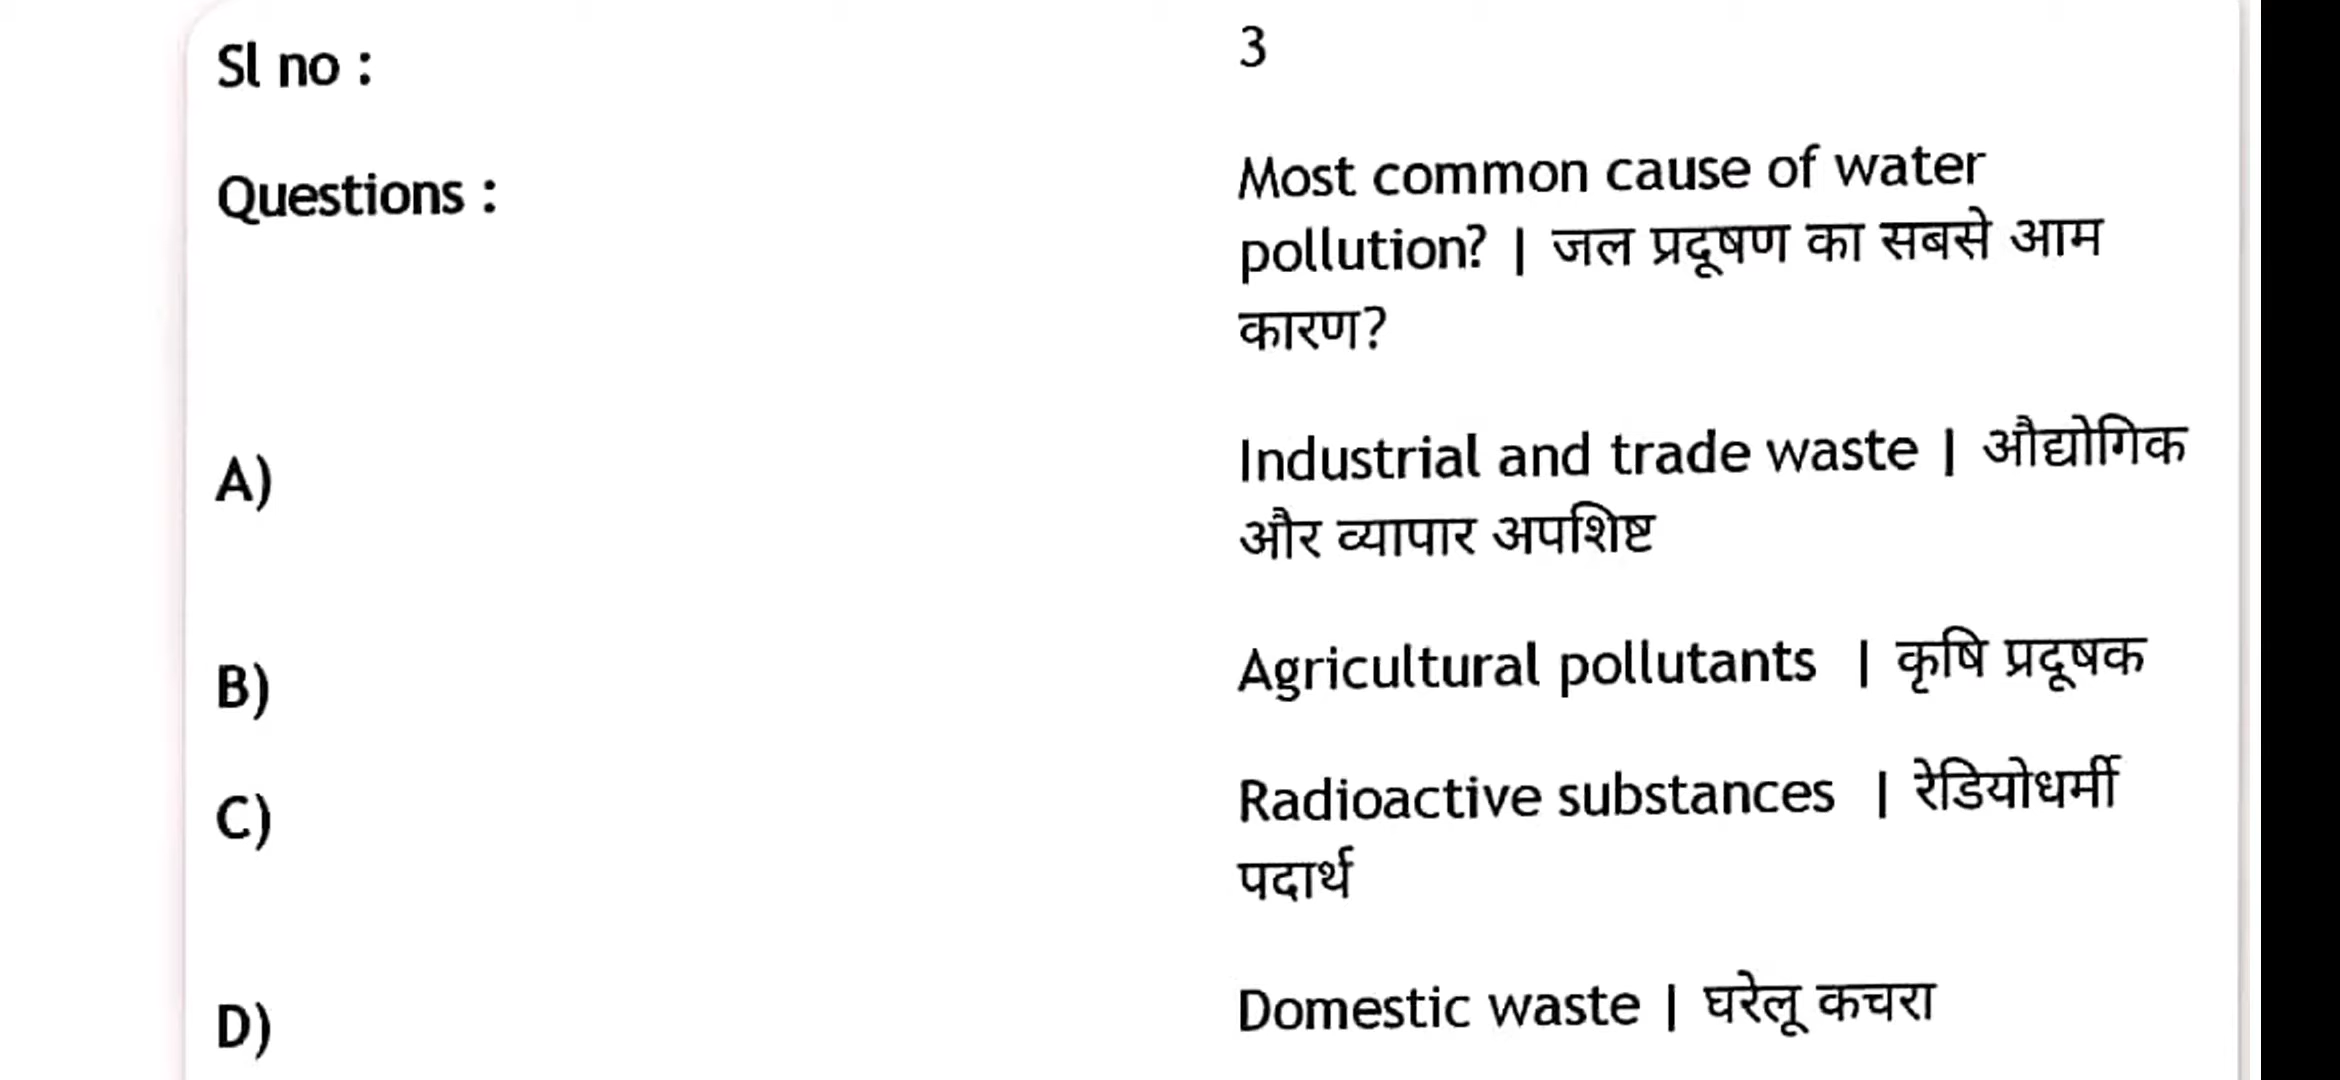 Sl no : 3
Questions : Most common cause of water
pollution? | जल प्रदूषण का सबसे आम
कारण?
A) Industrial and trade waste | औद्योगिक
और व्यापार अपशिष्ट
B) Agricultural pollutants | कृषि प्रदूषक
C) Radioactive substances | रेडियोधर्मी
पदार्थ
D) Domestic waste | घरेलू कचरा